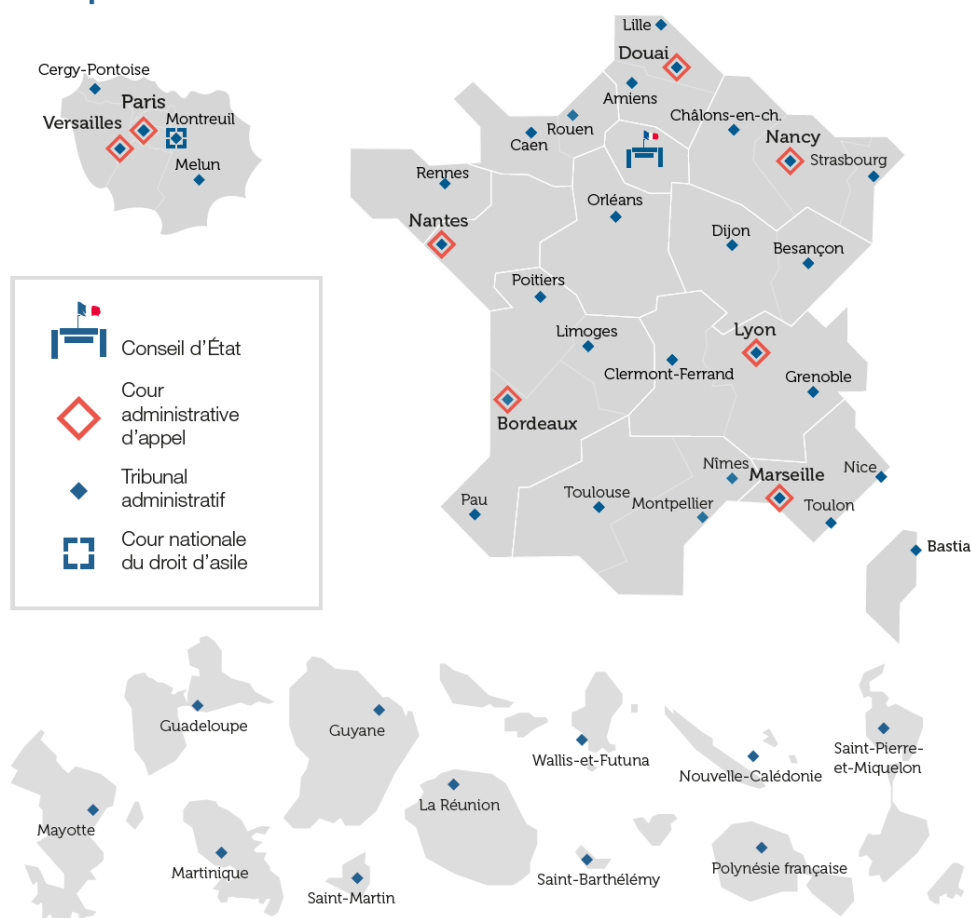 Lille
Douai
Cergy-Pontoise
Amiens
Paris
Châlons-en-ch.
Versailles
Montreuil
Rouen
Caen
Nancy
Strasbourg
Melun
Rennes
Orléans
Nantes
Dijon
Besançon
Poitiers
Limoges
Lyon
Clermont-Ferrand
Grenoble
Bordeaux
Nîmes
Marseille
Nice
Pau
Toulouse
Montpellier
Toulon
Bastia
Conseil d'État
Cour
administrative
d'appel
Tribunal
administratif
Cour nationale
du droit d'asile
Guadeloupe
Guyane
Wallis-et-Futuna
Nouvelle-Calédonie
Saint-Pierre-
et-Miquelon
Mayotte
La Réunion
Martinique
Saint-Martin
Saint-Barthélémy
Polynésie française